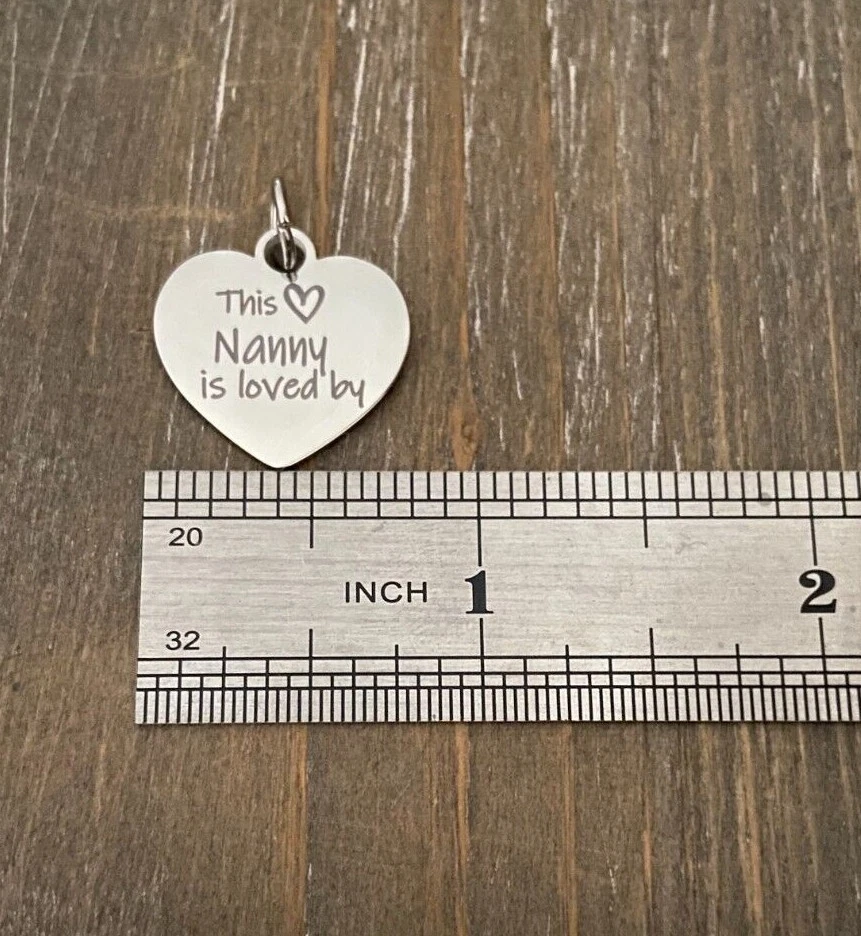 This ♡
Nanny
is loved by
20
INCH 1 2
32